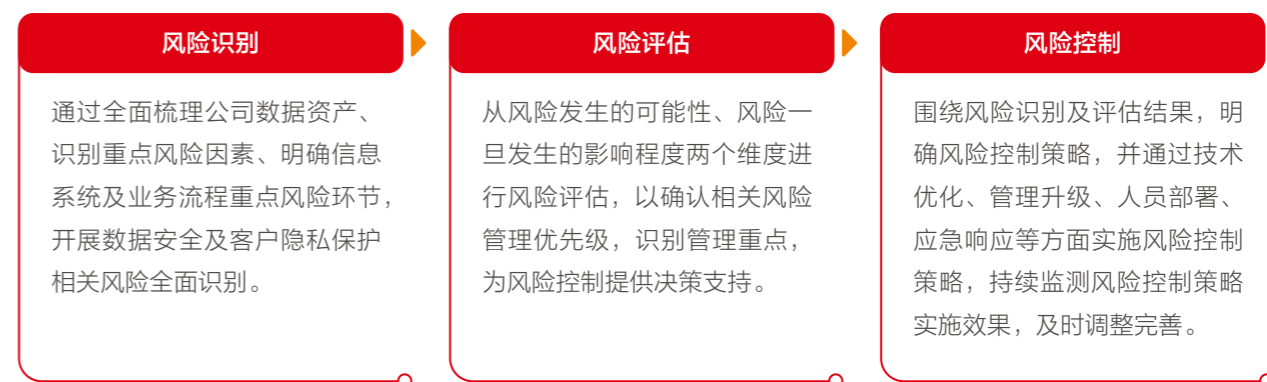 风险识别
通过全面梳理公司数据资产、
识别重点风险因素、明确信息
系统及业务流程重点风险环节，
开展数据安全及客户隐私保护
相关风险全面识别。
风险评估
从风险发生的可能性、风险一
旦发生的影响程度两个维度进
行风险评估，以确认相关风险
管理优先级，识别管理重点，
为风险控制提供决策支持。
风险控制
围绕风险识别及评估结果，明
确风险控制策略，并通过技术
优化、管理升级、人员部署、
应急响应等方面实施风险控制
策略，持续监测风险控制策略
实施效果，及时调整完善。